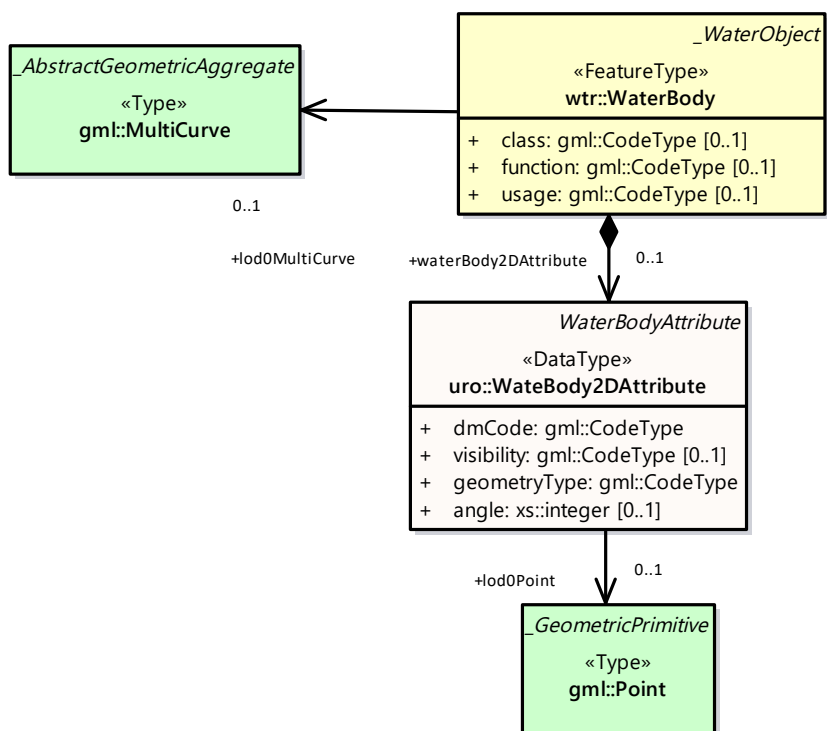 _AbstractGeometricAggregate
«Type»
gml::MultiCurve
_WaterObject
«FeatureType»
wtr::WaterBody
+ class: gml::CodeType [0..1]
+ function: gml::CodeType [0..1]
+ usage: gml::CodeType [0..1]
0..1
+lod0MultiCurve
+waterBody2DAttribute
0..1
WaterBodyAttribute
«DataType»
uro::WateBody2DAttribute
+ dmCode: gml::CodeType
+ visibility: gml::CodeType [0..1]
+ geometryType: gml::CodeType
+ angle: xs::integer [0..1]
+lod0Point
0..1
_GeometricPrimitive
«Type»
gml::Point